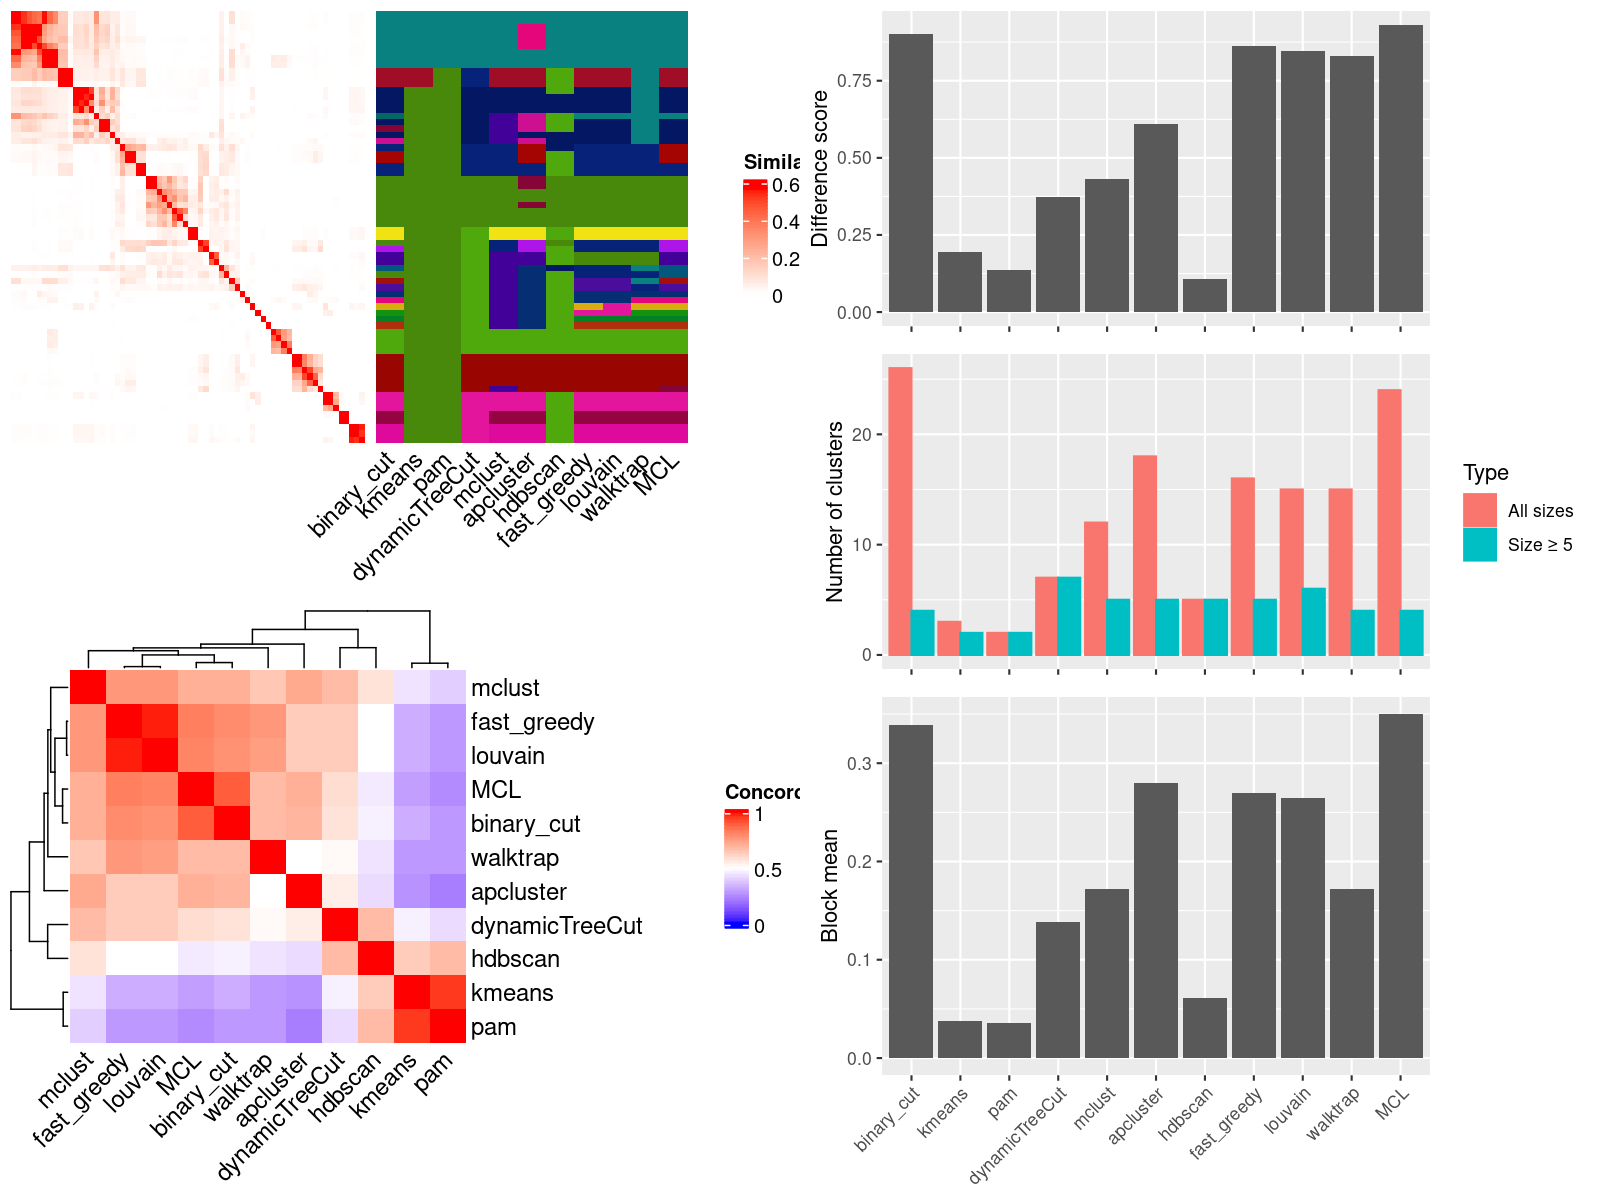 Simila
0.6
0.4
0.2
0
binary_cut
kmeans
pam
dynamicTreeCut
mclust
apcluster
hdbscan
fast_greedy
louvain
walktrap
MCL
mclust
fast_greedy
louvain
MCL
binary_cut
walktrap
apcluster
dynamicTreeCut
hdbscan
kmeans
pam
mclust
fast_greedy
louvain
MCL
binary_cut
walktrap
apcluster
dynamicTreeCut
hdbscan
kmeans
pam
Concord
1
0.5
0
Difference score
0.75
0.50
0.25
0.00
Number of clusters
20
10
0
Type
All sizes
Size ≥ 5
Block mean
0.3
0.2
0.1
0.0
binary_cut
kmeans
pam
dynamicTreeCut
mclust
apcluster
hdbscan
fast_greedy
louvain
walktrap
MCL